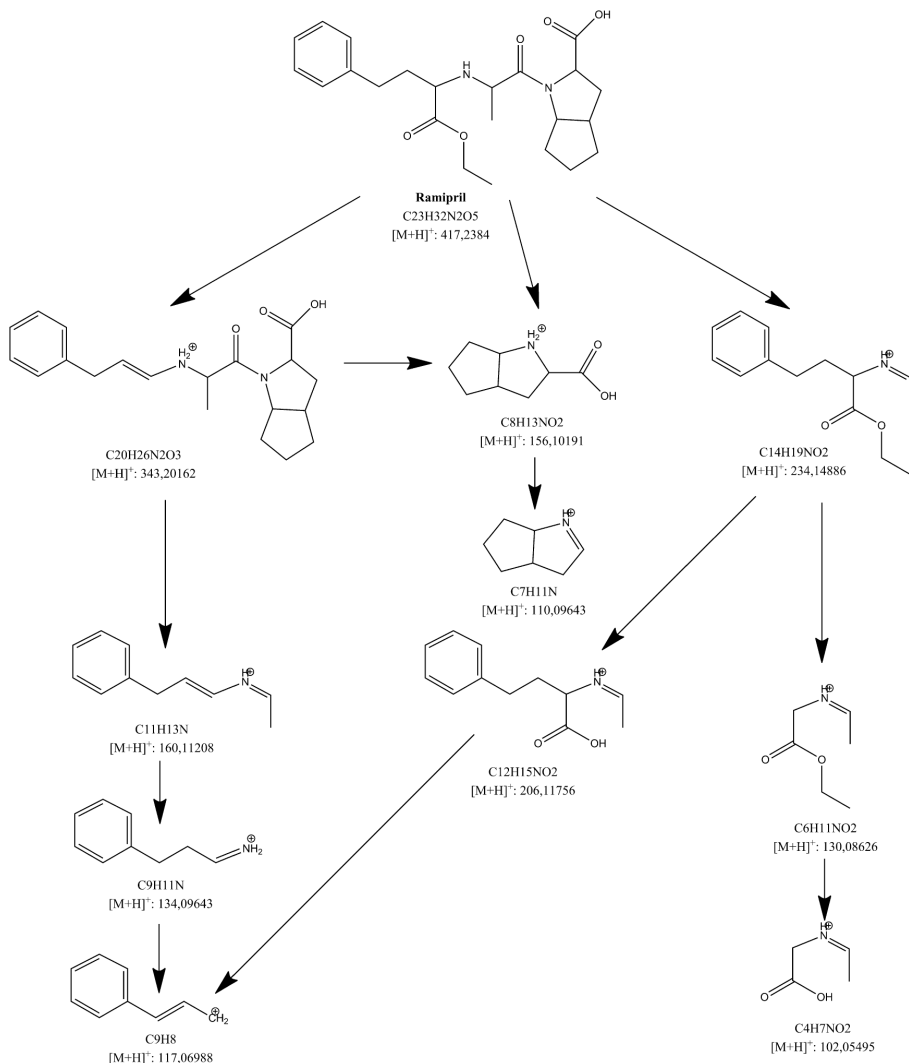 O
OH
H
N
O
N
O
O
Ramipril
C23H32N2O5
[M+H]+: 417,2384
O
OH
O
H2
⊕
N
N
C20H26N2O3
[M+H]+: 343,20162
H2
⊕
N
O
OH
C8H13NO2
[M+H]+: 156,10191
H
⊕
N
O
O
C14H19NO2
[M+H]+: 234,14886
H
⊕
N
C7H11N
[M+H]+: 110,09643
H
⊕
N
C11H13N
[M+H]+: 160,11208
H
⊕
N
O
OH
C12H15NO2
[M+H]+: 206,11756
H
⊕
N
O
O
C6H11NO2
[M+H]+: 130,08626
⊕
NH2
C9H11N
[M+H]+: 134,09643
H
⊕
N
O
OH
C4H7NO2
[M+H]+: 102,05495
⊕
CH2
C9H8
[M+H]+: 117,06988